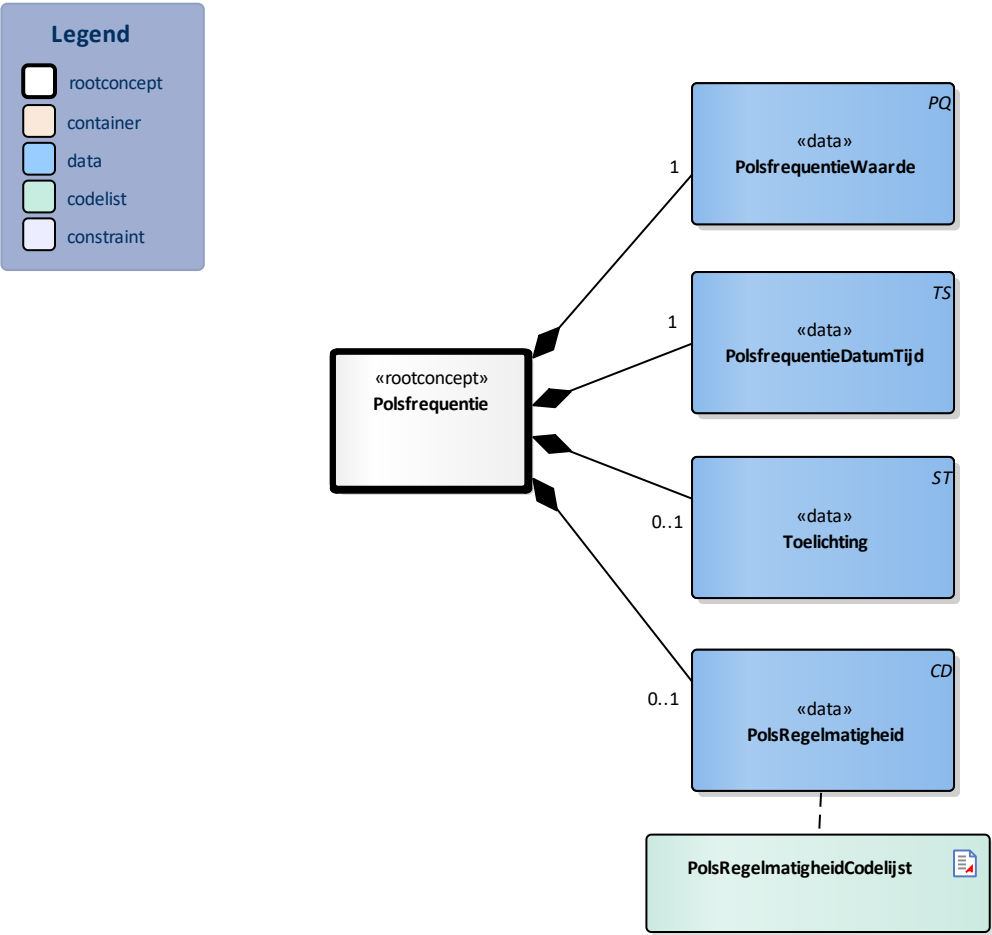 Legend
rootconcept
container
data
codelist
constraint
PQ
«data»
PolsfrequentieWaarde
1
TS
«data»
PolsfrequentieDatumTijd
1
«rootconcept»
Polsfrequentie
ST
«data»
Toelichting
0..1
CD
«data»
PolsRegelmatigheid
0..1
PolsRegelmatigheidCodelijst